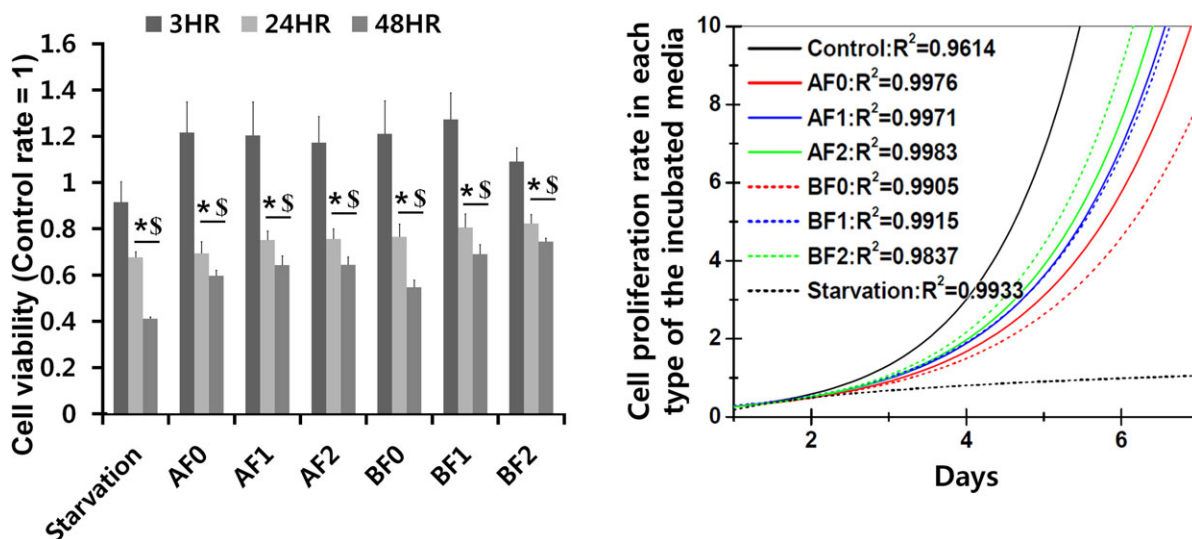 3HR 24HR 48HR
Cell viability (Control rate = 1)
1.6
1.4
1.2
1
0.8
0.6
0.4
0.2
0
*$
*$
*$
*$
*$
*$
*$
Starvation
AF0
AF1
AF2
BF0
BF1
BF2
Cell proliferation rate in each
type of the incubated media
10
8
6
4
2
0
Control:R²=0.9614
AF0:R²=0.9976
AF1:R²=0.9971
AF2:R²=0.9983
BF0:R²=0.9905
BF1:R²=0.9915
BF2:R²=0.9837
Starvation:R²=0.9933
2 4 6
Days